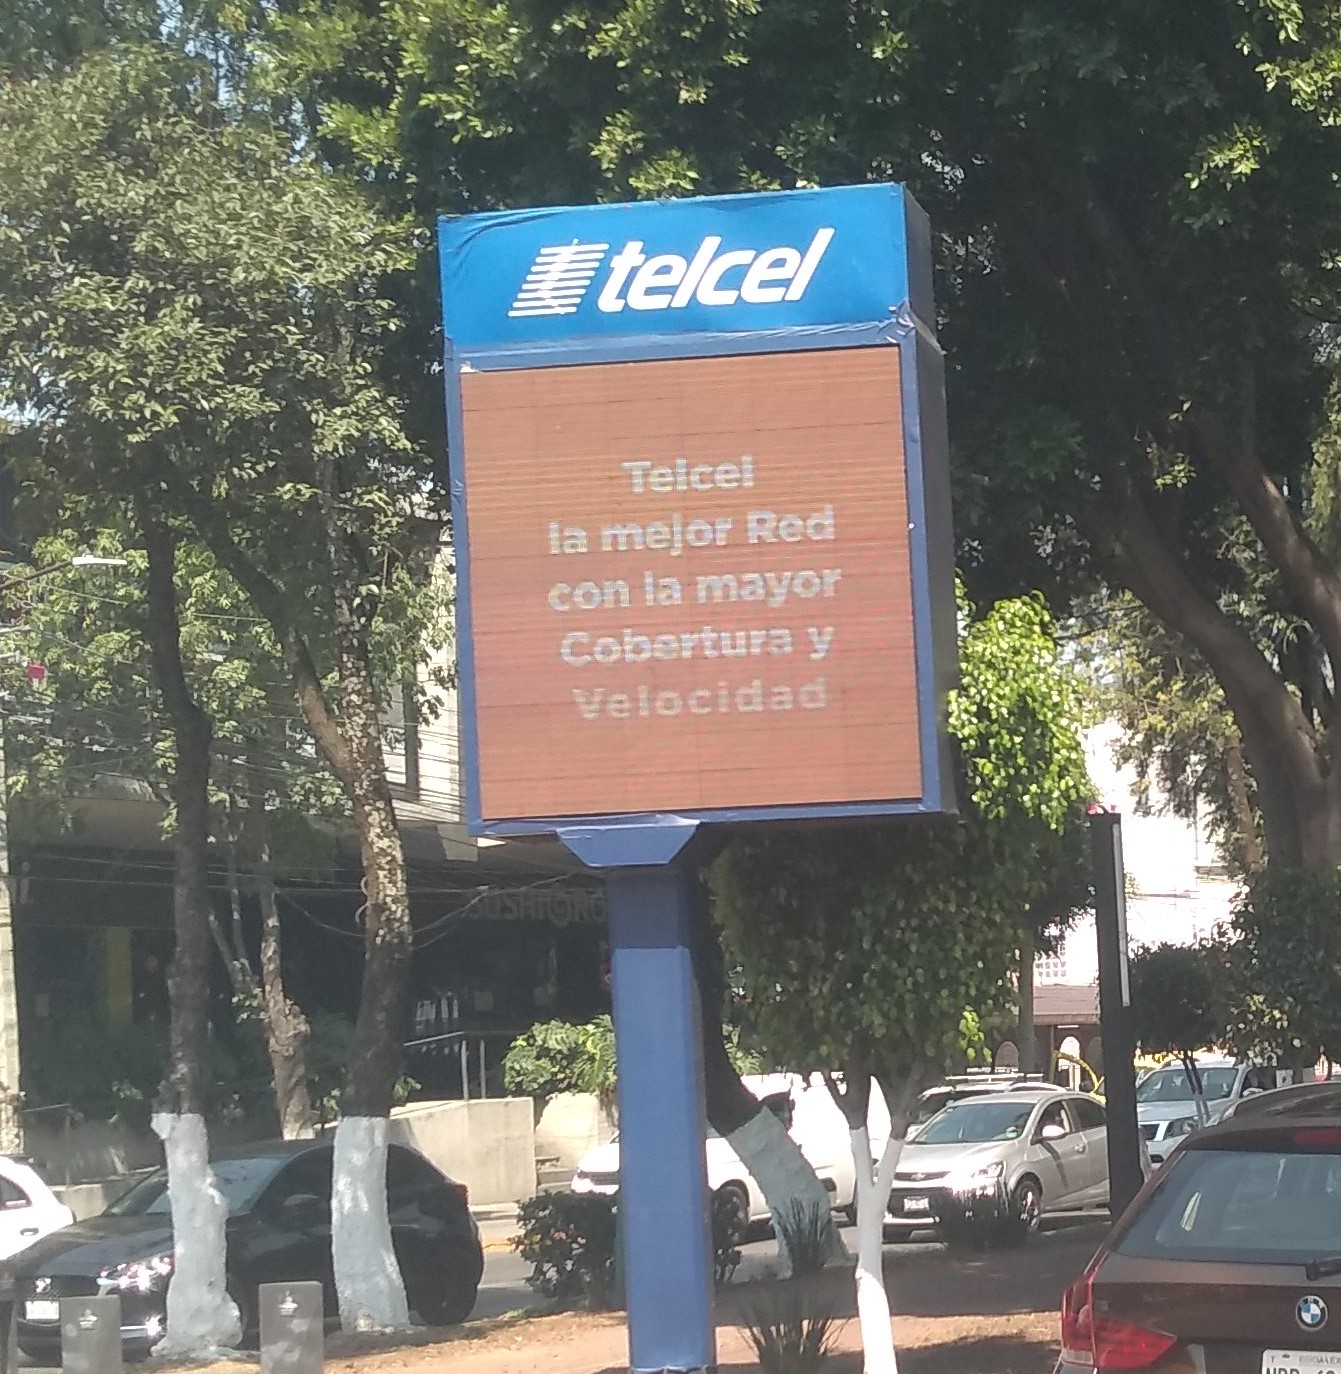 telcel
Telcel
la mejor Red
con la mayor
Cobertura y
Velocidad